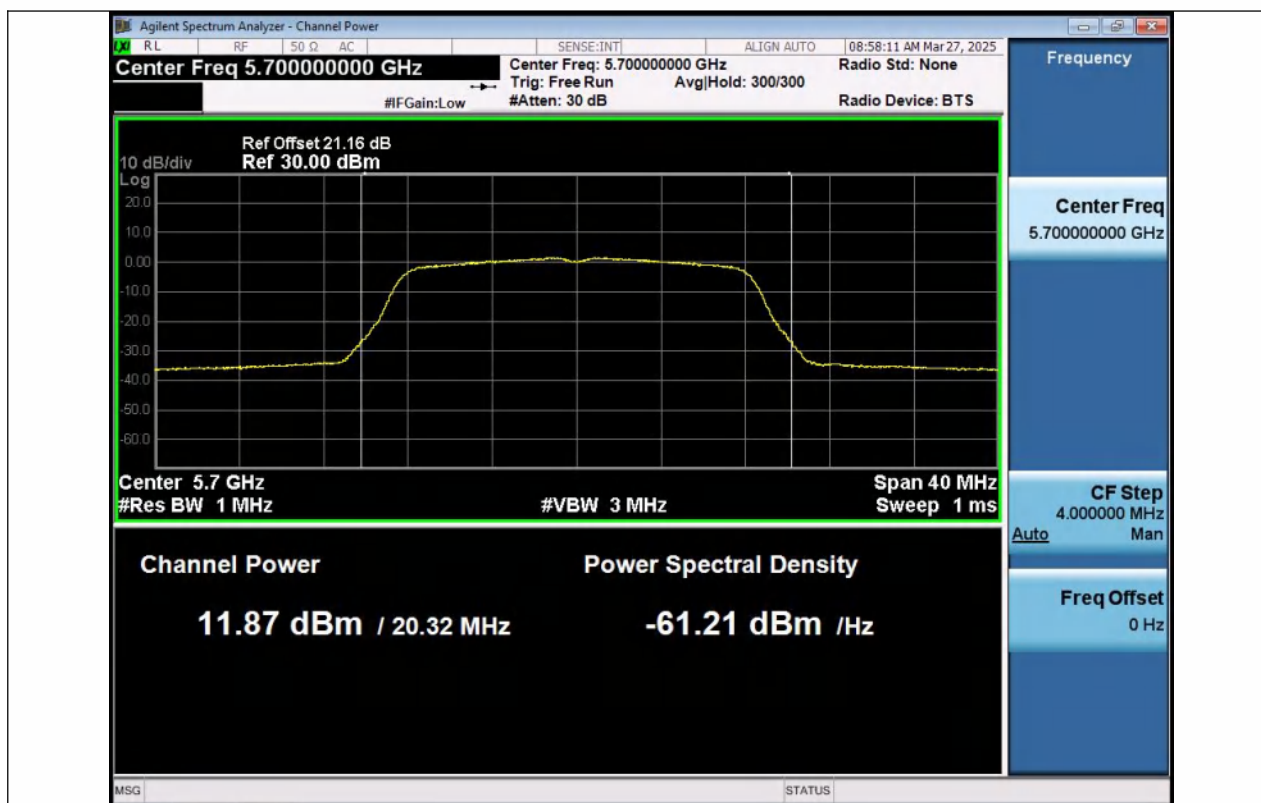 Agilent Spectrum Analyzer - Channel Power
LXI RL RF 50 Ω AC SENSE:INT ALIGN AUTO 08:58:11 AM Mar 27, 2025
Center Freq 5.700000000 GHz
Center Freq: 5.700000000 GHz
Radio Std: None
Trig: Free Run Avg|Hold: 300/300
#IFGain:Low
#Atten: 30 dB
Radio Device: BTS
Ref Offset 21.16 dB
10 dB/div Ref 30.00 dBm
Log
20.0
10.0
0.00
-10.0
-20.0
-30.0
-40.0
-50.0
-60.0
Center 5.7 GHz Span 40 MHz
#Res BW 1 MHz #VBW 3 MHz Sweep 1 ms
Channel Power Power Spectral Density
11.87 dBm / 20.32 MHz -61.21 dBm /Hz
MSG STATUS
Frequency
Center Freq
5.700000000 GHz
CF Step
4.000000 MHz
Auto Man
Freq Offset
0 Hz